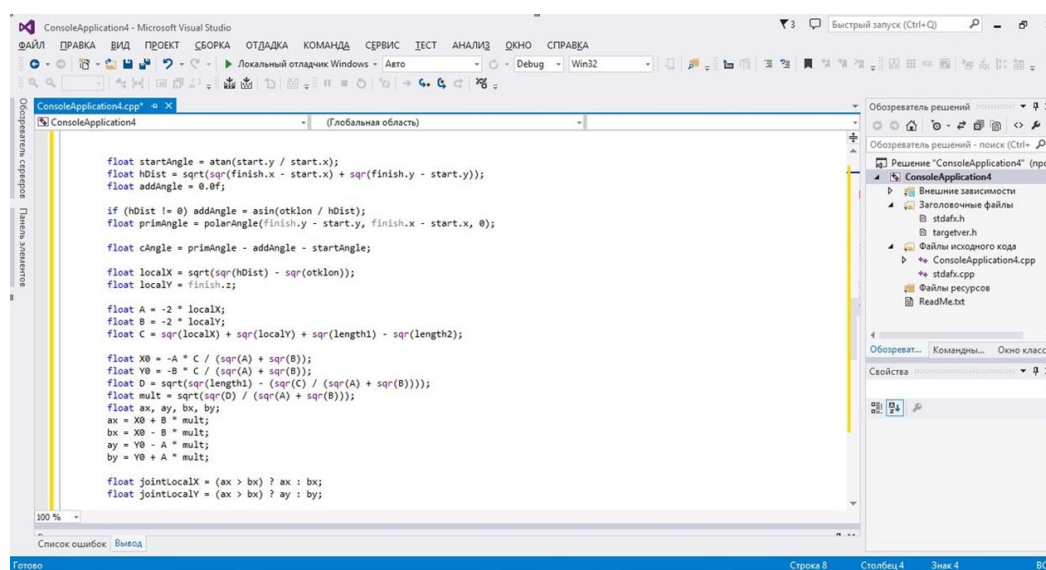 ConsoleApplication4 - Microsoft Visual Studio
3
Быстрый запуск (Ctrl+Q)
ФАЙЛ ПРАВКА ВИД ПРОЕКТ СБОРКА ОТЛАДКА КОМАНДА СЕРВИС ТЕСТ АНАЛИЗ ОКНО СПРАВКА
Локальный отладчик Windows Авто Debug Win32
Обозреватель серверов
Панель элементов
ConsoleApplication4.cpp*
ConsoleApplication4
(Глобальная область)
float startAngle = atan(start.y / start.x);
float hDist = sqrt(sqr(finish.x - start.x) + sqr(finish.y - start.y));
float addAngle = 0.0f;
if (hDist != 0) addAngle = asin(otklon / hDist);
float primAngle = polarAngle(finish.y - start.y, finish.x - start.x, 0);
float cAngle = primAngle - addAngle - startAngle;
float localX = sqrt(sqr(hDist) - sqr(otklon));
float localY = finish.z;
float A = -2 * localX;
float B = -2 * localY;
float C = sqr(localX) + sqr(localY) + sqr(length1) - sqr(length2);
float X0 = -A * C / (sqr(A) + sqr(B));
float Y0 = -B * C / (sqr(A) + sqr(B));
float D = sqrt(sqr(length1) - (sqr(C) / (sqr(A) + sqr(B))));
float mult = sqrt(sqr(D) / (sqr(A) + sqr(B)));
float ax, ay, bx, by;
ax = X0 + B * mult;
bx = X0 - B * mult;
ay = Y0 - A * mult;
by = Y0 + A * mult;
float jointLocalX = (ax > bx) ? ax : bx;
float jointLocalY = (ax > bx) ? ay : by;
100 %
Список ошибок Вывод
Обозреватель решений
Обозреватель решений - поиск (Ctrl+
Решение "ConsoleApplication4" (про
ConsoleApplication4
Внешние зависимости
Заголовочные файлы
stdafx.h
targetver.h
Файлы исходного кода
ConsoleApplication4.cpp
stdafx.cpp
Файлы ресурсов
ReadMe.txt
Обозреват... Командны... Окно класс
Свойства
Готово
Строка 8 Столбец 4 Знак 4 ВС